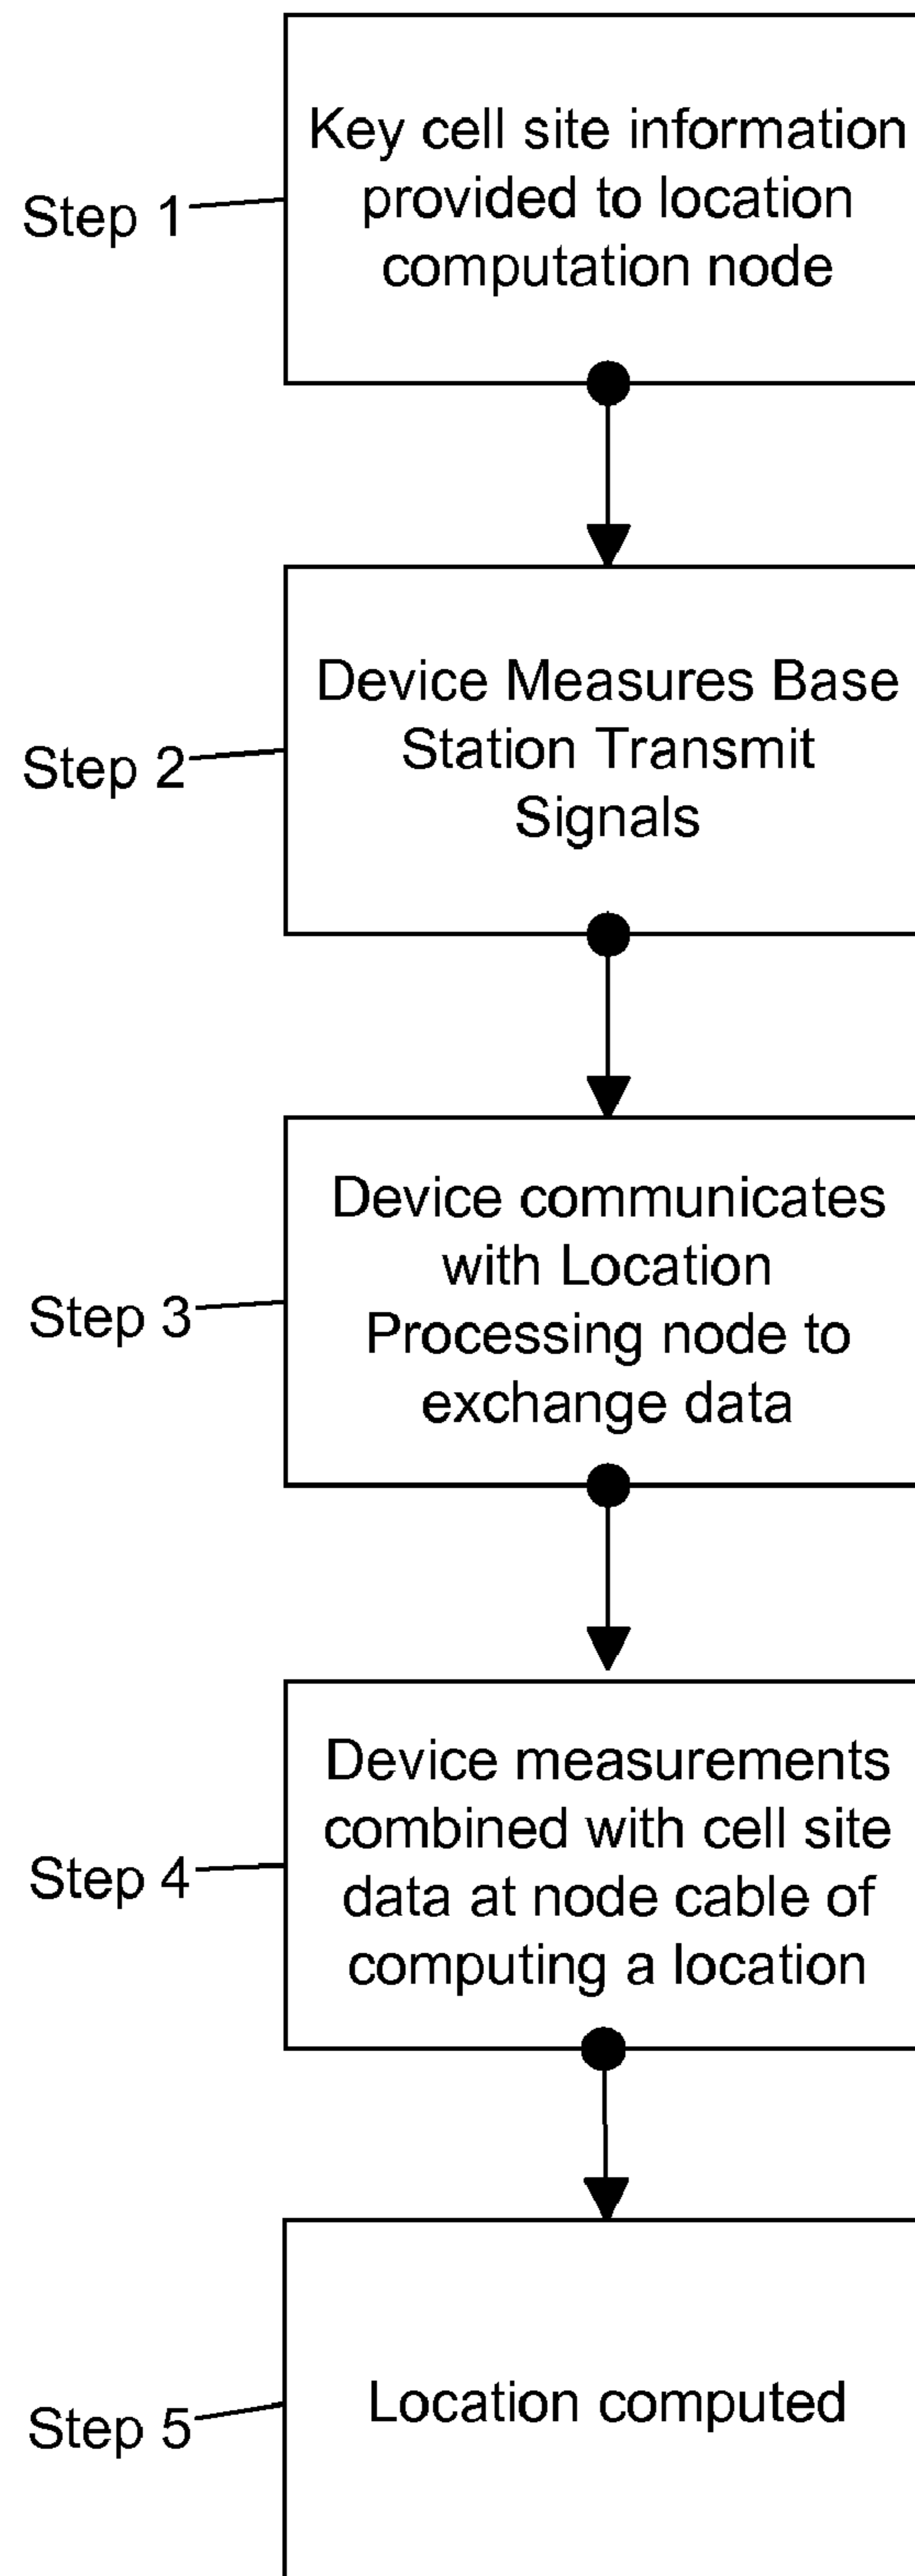 Key cell site information
provided to location
computation node
Step 1
Device Measures Base
Station Transmit
Signals
Step 2
Device communicates
with Location
Processing node to
exchange data
Step 3
Device measurements
combined with cell site
data at node cable of
computing a location
Step 4
Location computed
Step 5